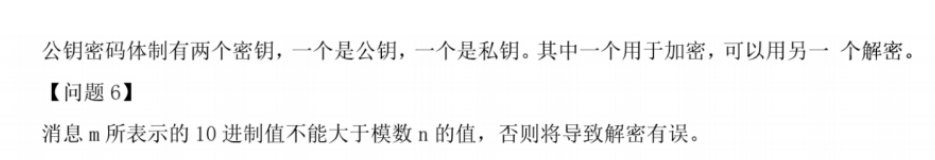 公钥密码体制有两个密钥，一个是公钥，一个是私钥。其中一个用于加密，可以用另一 个解密。
【问题 6】
消息 m 所表示的 10 进制值不能大于模数 n 的值，否则将导致解密有误。